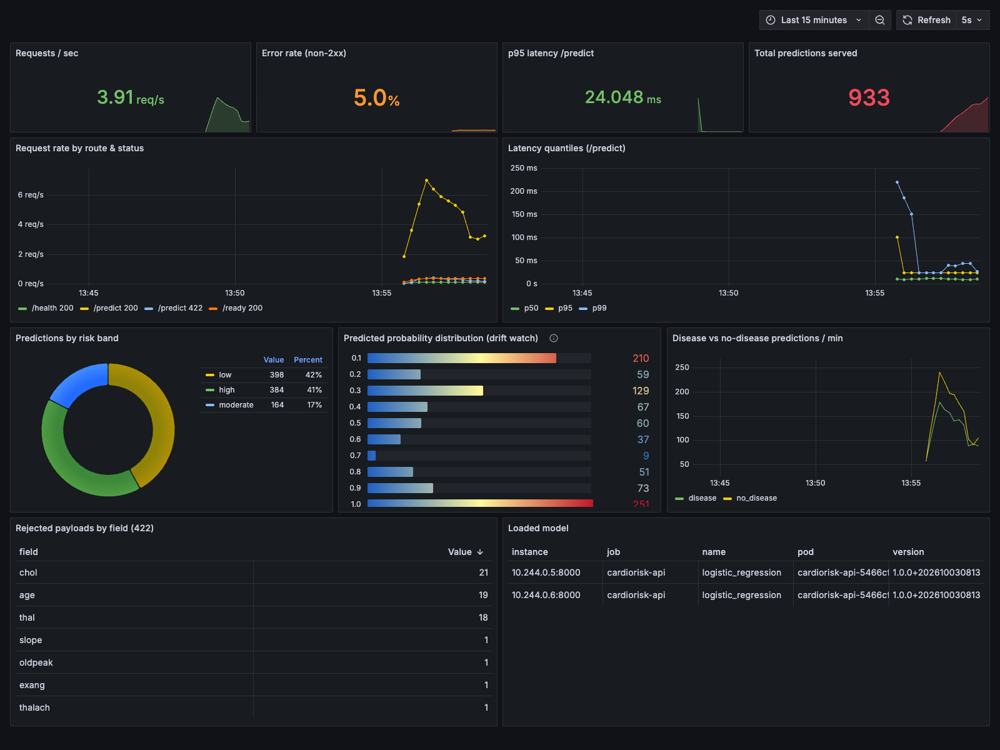 Last 15 minutes
Refresh
5s
Requests / sec
3.91 req/s
Error rate (non-2xx)
5.0%
p95 latency /predict
24.048 ms
Total predictions served
933
Request rate by route & status
6 req/s
4 req/s
2 req/s
0 req/s
13:45
13:50
13:55
/health 200
/predict 200
/predict 422
/ready 200
Latency quantiles (/predict)
250 ms
200 ms
150 ms
100 ms
50 ms
0 s
13:45
13:50
13:55
p50
p95
p99
Predictions by risk band
Value Percent
low 398 42%
high 384 41%
moderate 164 17%
Predicted probability distribution (drift watch)
0.1 210
0.2 59
0.3 129
0.4 67
0.5 60
0.6 37
0.7 9
0.8 51
0.9 73
1.0 251
Disease vs no-disease predictions / min
250
200
150
100
50
13:45
13:50
13:55
disease
no_disease
Rejected payloads by field (422)
field Value
chol 21
age 19
thal 18
slope 1
oldpeak 1
exang 1
thalach 1
Loaded model
instance job name pod version
10.244.0.5:8000 cardiorisk-api logistic_regression cardiorisk-api-5466c 1.0.0+202610030813
10.244.0.6:8000 cardiorisk-api logistic_regression cardiorisk-api-5466c 1.0.0+202610030813